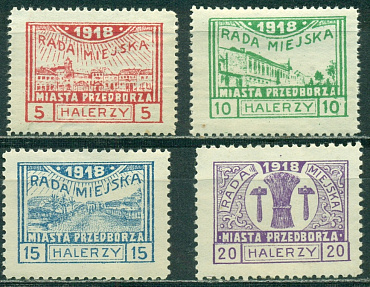 1918
RADA MIEJSKA
MIASTA PRZEDBORZA
5 HALERZY 5
1918
RADA MIEJSKA
MIASTA PRZEDBORZA
10 HALERZY 10
1918
RADA MIEJSKA
MIASTA PRZEDBORZA
15 HALERZY 15
1918
RADA MIEJSKA
MIASTA PRZEDBORZA
20 HALERZY 20